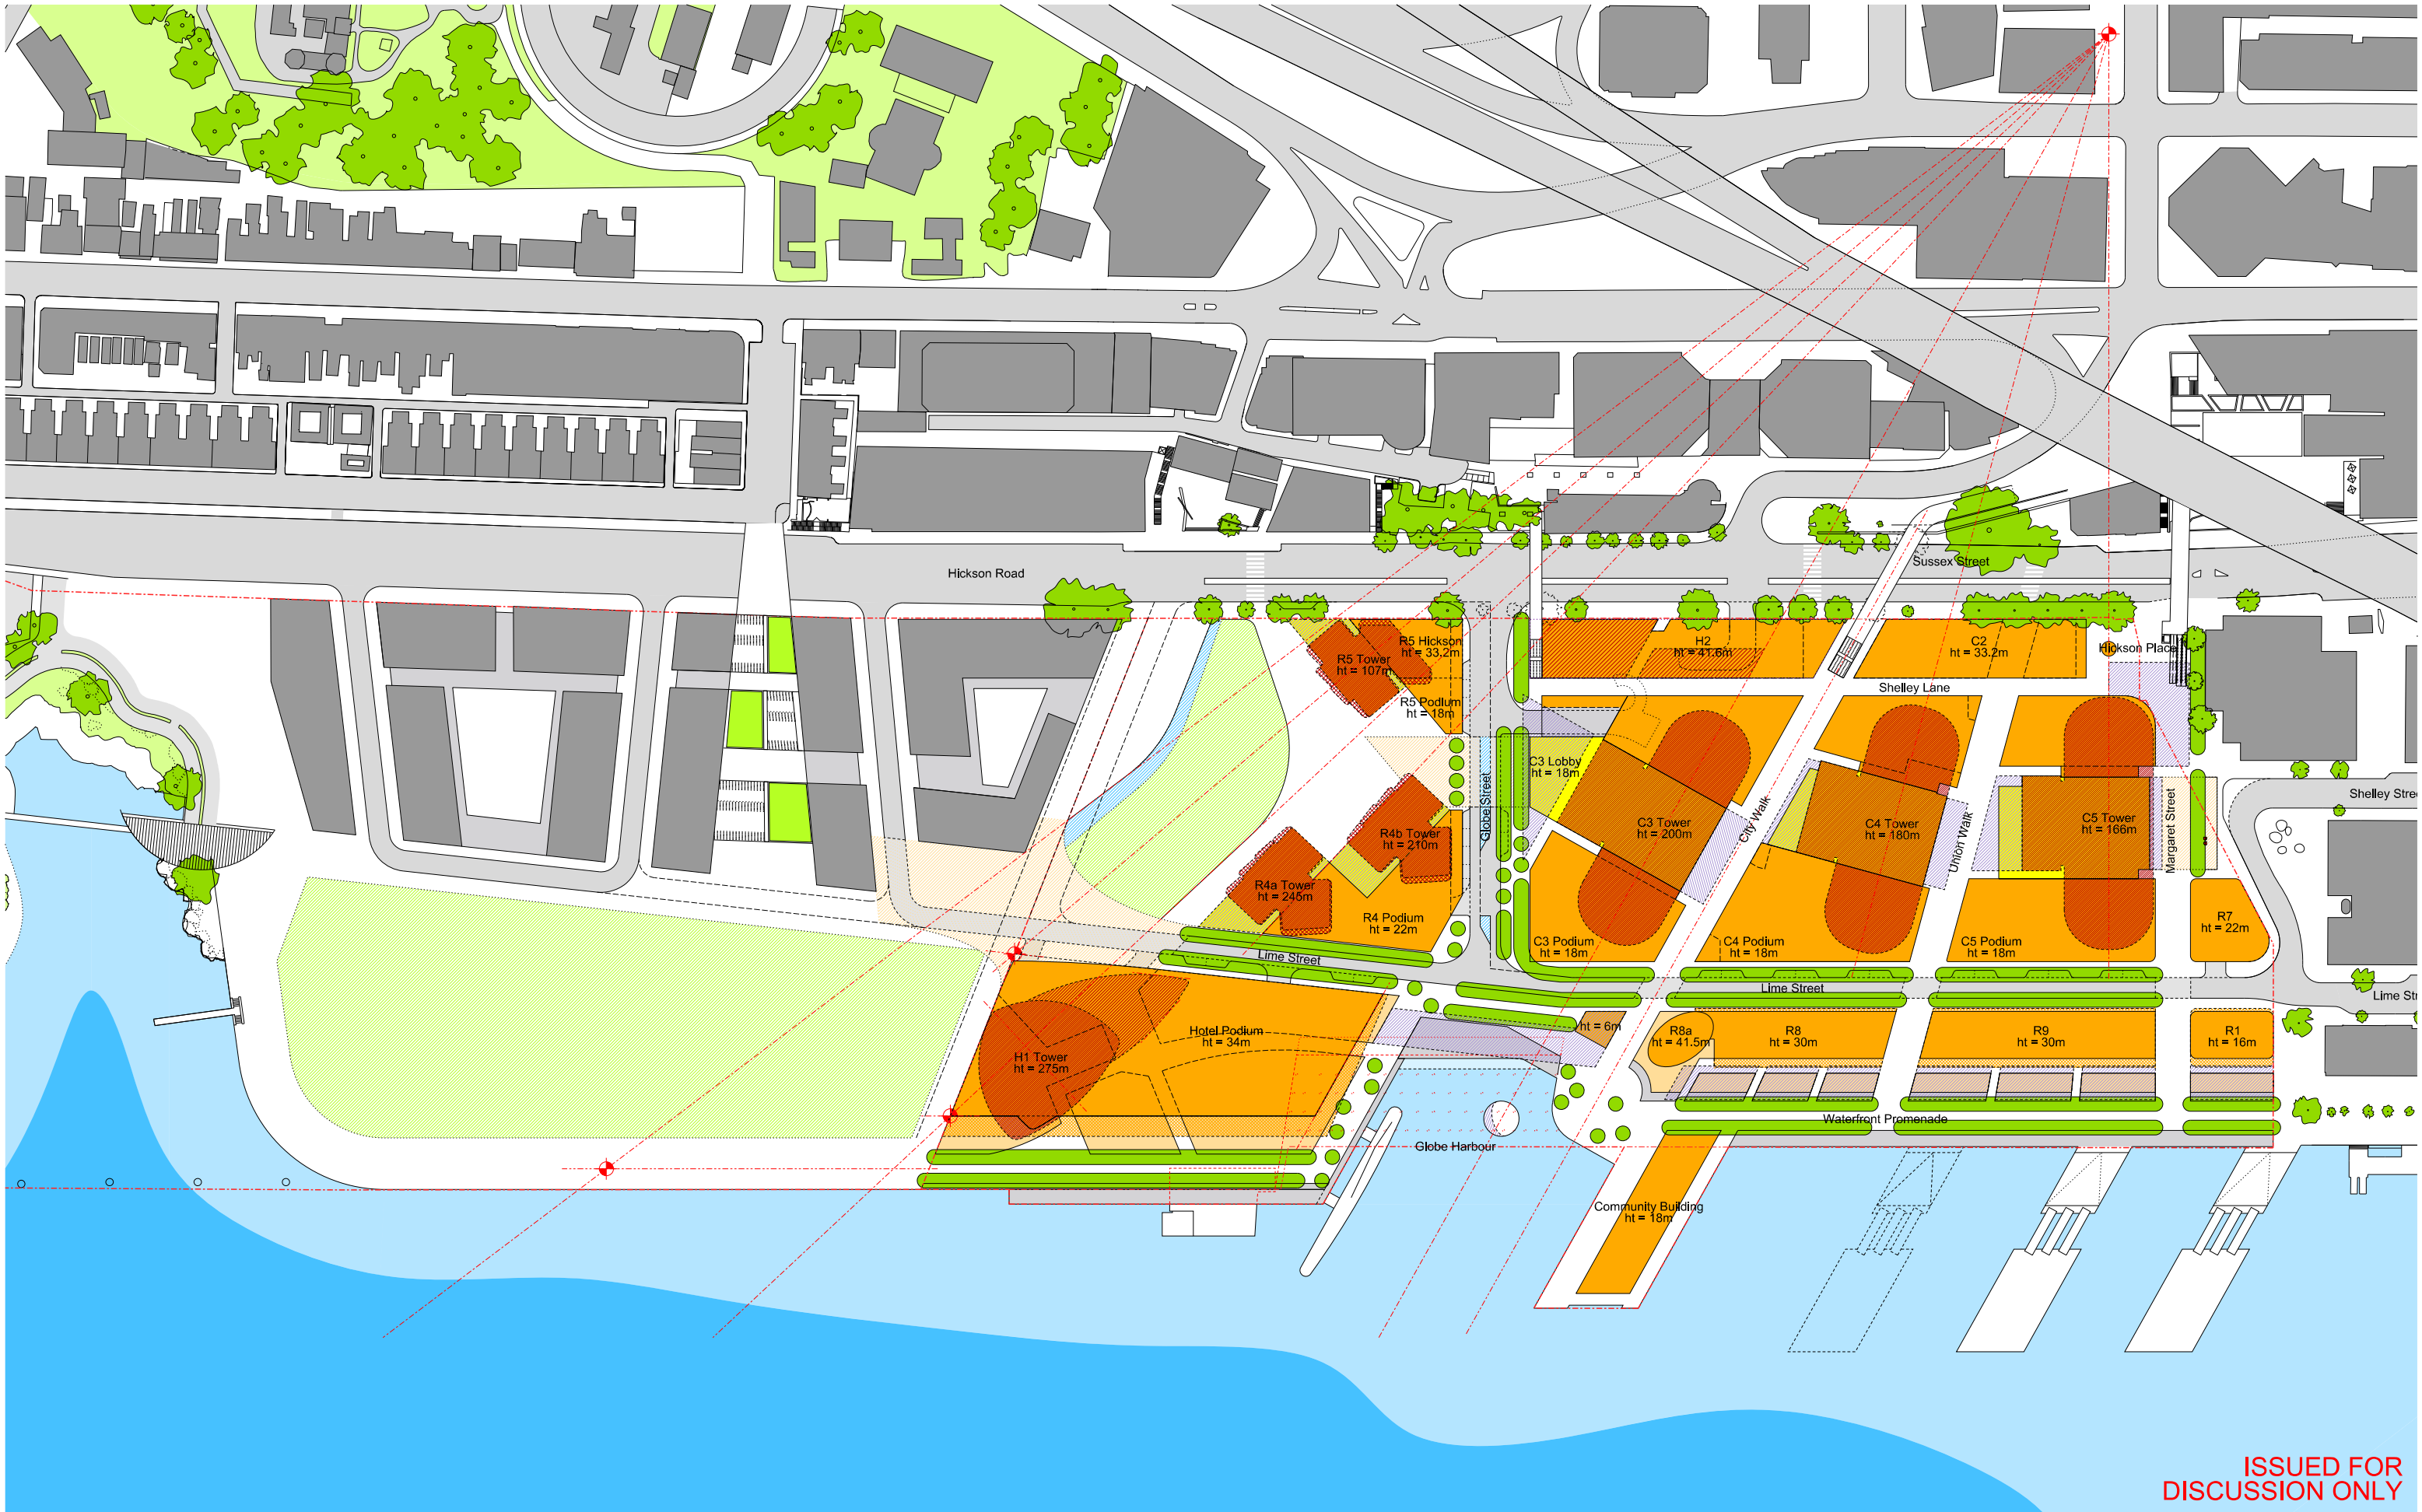 Hickson Road
Sussex Street
R5 Hickson
ht = 33.2m
R5 Tower
ht = 107m
H2
ht = 41.6m
C2
ht = 33.2m
Hickson Place
Shelley Lane
R5 Podium
ht = 18m
C3 Lobby
ht = 18m
Globe Street
City Walk
Union Walk
Margaret Street
Shelley Stre
C3 Tower
ht = 200m
C4 Tower
ht = 180m
C5 Tower
ht = 166m
R4b Tower
ht = 210m
R4a Tower
ht = 245m
R4 Podium
ht = 22m
R7
ht = 22m
C3 Podium
ht = 18m
C4 Podium
ht = 18m
C5 Podium
ht = 18m
Lime Street
Lime Street
Lime Str
Hotel Podium
ht = 34m
H1 Tower
ht = 275m
ht = 6m
R8a
ht = 41.5m
R8
ht = 30m
R9
ht = 30m
R1
ht = 16m
Waterfront Promenade
Globe Harbour
Community Building
ht = 18m
ISSUED FOR
DISCUSSION ONLY